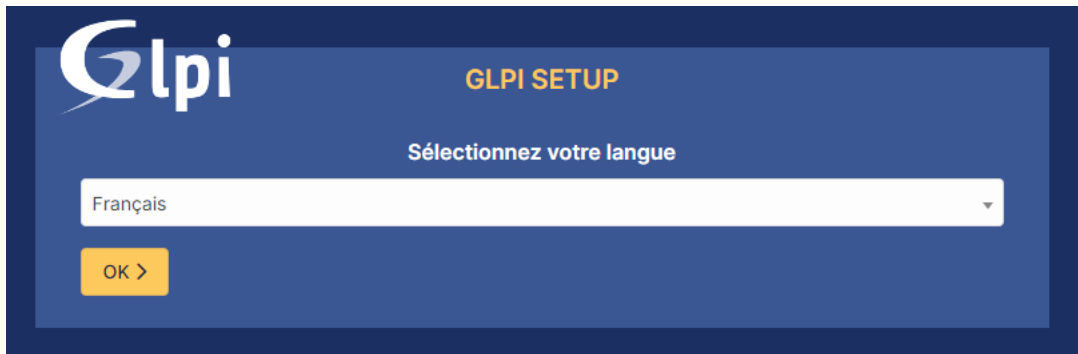 Glpi
GLPI SETUP
Sélectionnez votre langue
Français
OK